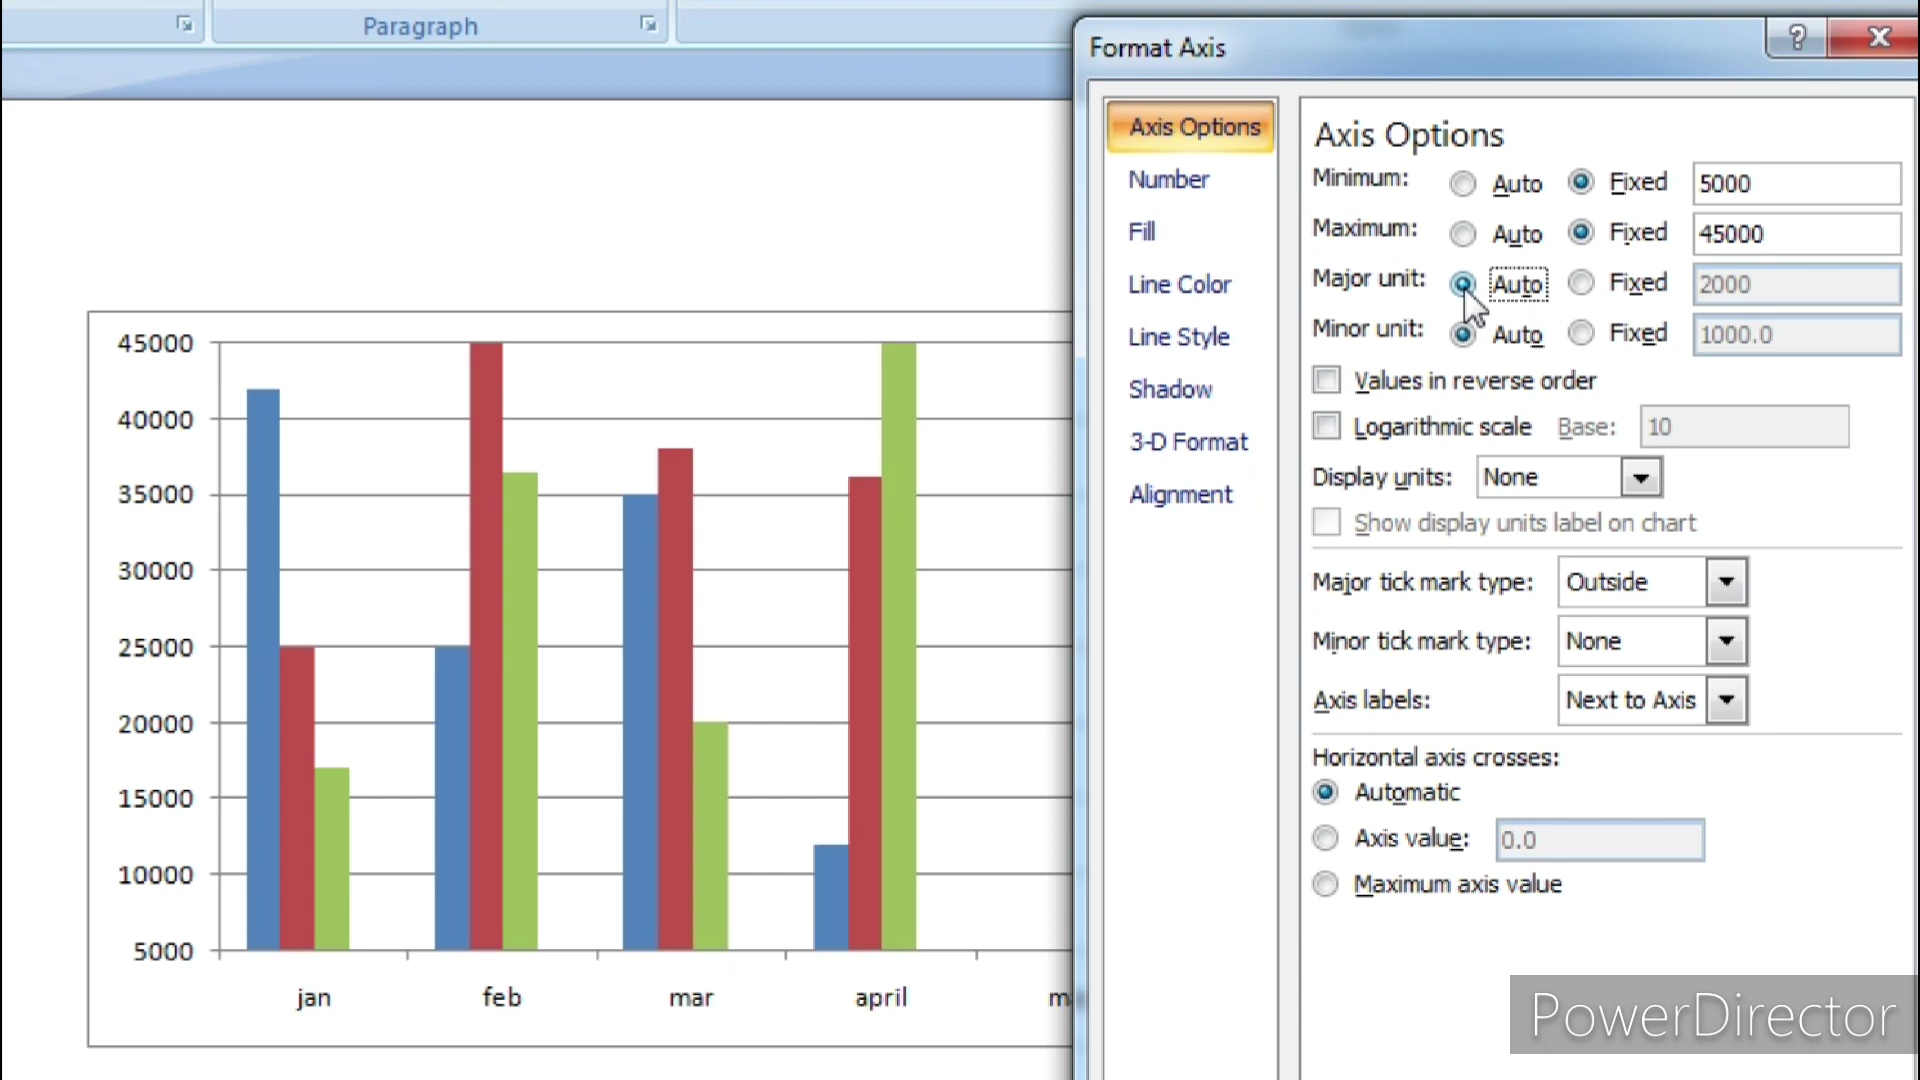 Paragraph
Format Axis
?
Axis Options
Number
Fill
Line Color
Line Style
Shadow
3-D Format
Alignment
Axis Options
Minimum: Auto Fixed 5000
Maximum: Auto Fixed 45000
Major unit: Auto Fixed 2000
Minor unit: Auto Fixed 1000.0
Values in reverse order
Logarithmic scale Base: 10
Display units: None
Show display units label on chart
Major tick mark type: Outside
Minor tick mark type: None
Axis labels: Next to Axis
Horizontal axis crosses:
Automatic
Axis value: 0.0
Maximum axis value
45000
40000
35000
30000
25000
20000
15000
10000
5000
jan feb mar april
PowerDirector